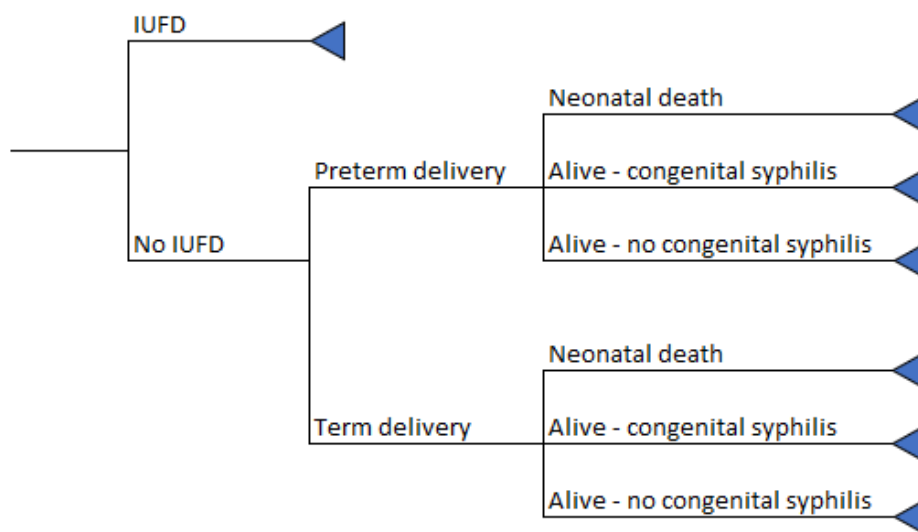 IUFD
No IUFD
Preterm delivery
Neonatal death
Alive - congenital syphilis
Alive - no congenital syphilis
Term delivery
Neonatal death
Alive - congenital syphilis
Alive - no congenital syphilis